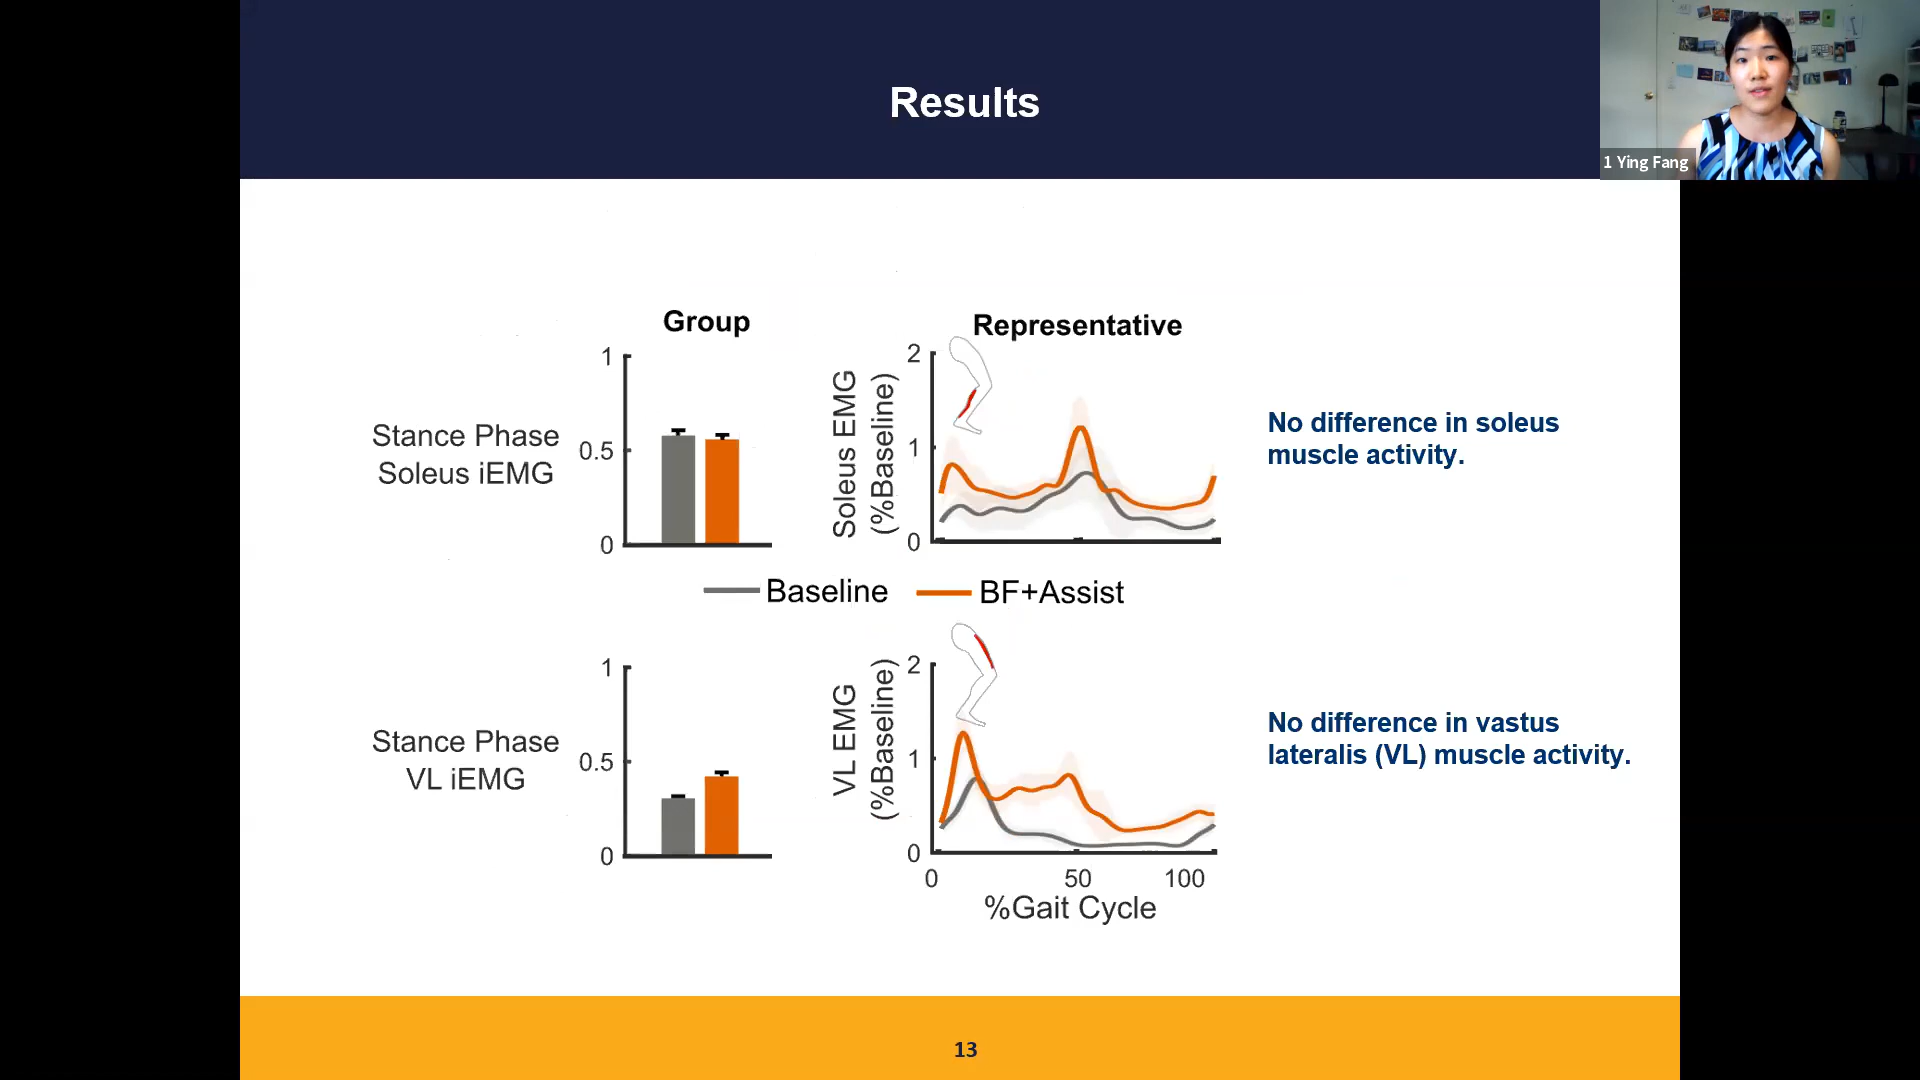 Results
1 Ying Fang
Group
Representative
Stance Phase
Soleus iEMG
1
0.5
0
Soleus EMG
(%Baseline)
2
1
0
No difference in soleus
muscle activity.
Baseline
BF+Assist
Stance Phase
VL iEMG
1
0.5
0
VL EMG
(%Baseline)
2
1
0
0
50
100
%Gait Cycle
No difference in vastus
lateralis (VL) muscle activity.
13